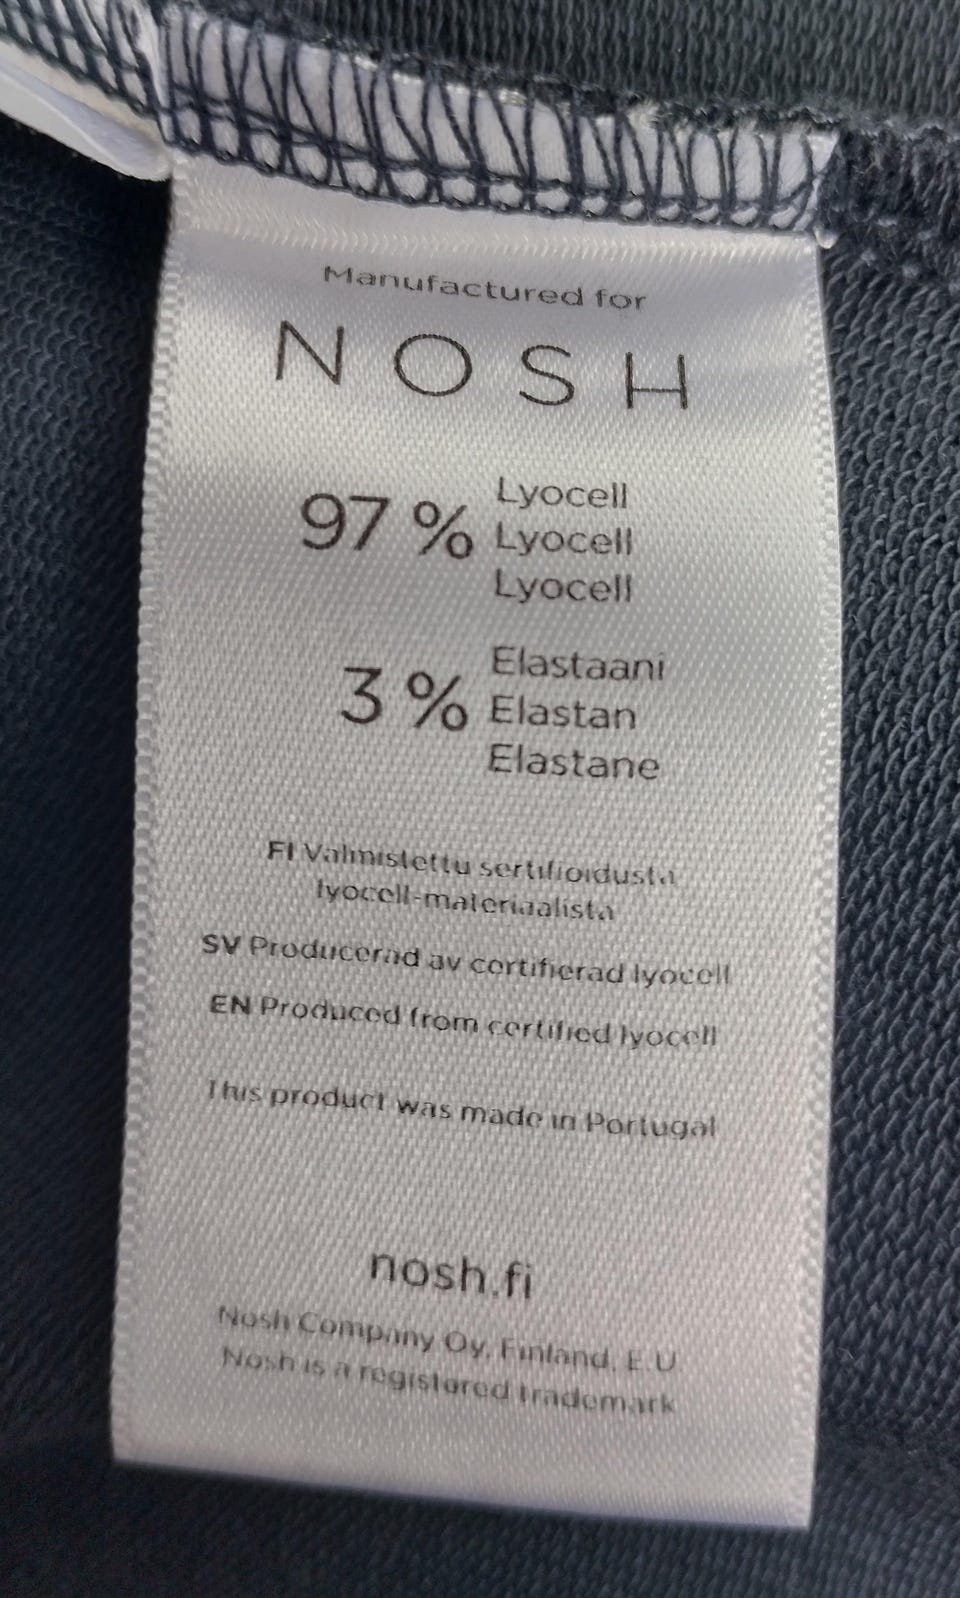 Manufactured for
NOSH
97 % Lyocell
Lyocell
Lyocell
3 % Elastaani
Elastan
Elastane
FI Valmistettu sertifioidusta
lyocell-materiaalista
SV Producerad av certifierad lyocell
EN Produced from certified lyocell
This product was made in Portugal
nosh.fi
Nosh Company Oy, Finland, E.U
Nosh is a registered trademark